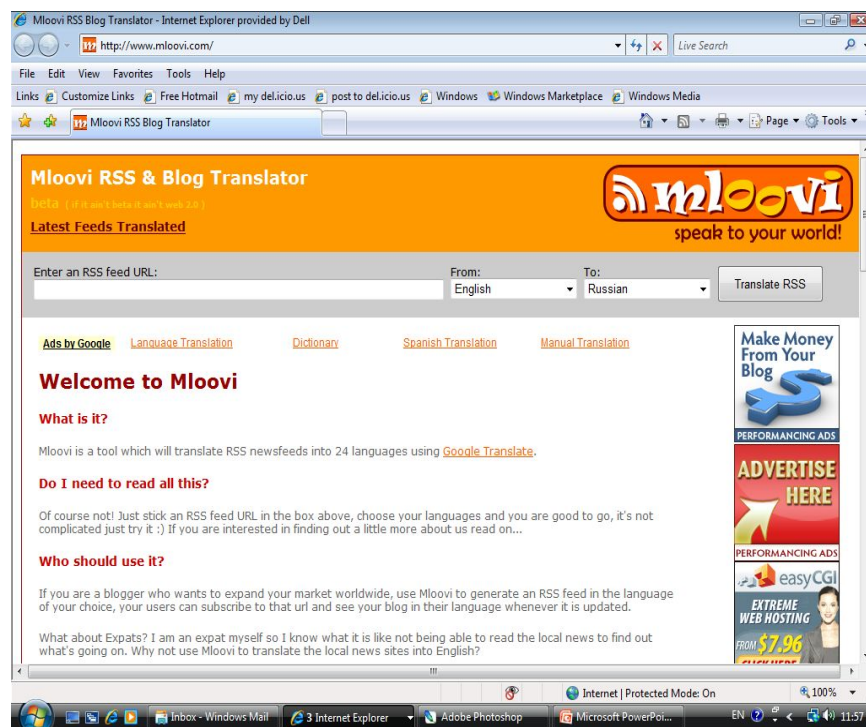 Mloovi RSS Blog Translator - Internet Explorer provided by Dell
http://www.mloovi.com/
Live Search
File Edit View Favorites Tools Help
Links Customize Links Free Hotmail my del.icio.us post to del.icio.us Windows Windows Marketplace Windows Media
Mloovi RSS Blog Translator
Page Tools
Mloovi RSS & Blog Translator
beta [ if it ain't beta it ain't web 2.0 ]
Latest Feeds Translated
mloovi
speak to your world!
Enter an RSS feed URL: From: To:
English Russian Translate RSS
Ads by Google Language Translation Dictionary Spanish Translation Manual Translation
Make Money
From Your
Blog
PERFORMANCING ADS
Welcome to Mloovi
What is it?
Mloovi is a tool which will translate RSS newsfeeds into 24 languages using Google Translate.
Do I need to read all this?
Of course not! Just stick an RSS feed URL in the box above, choose your languages and you are good to go, it's not
complicated just try it :) If you are interested in finding out a little more about us read on...
Who should use it?
If you are a blogger who wants to expand your market worldwide, use Mloovi to generate an RSS feed in the language
of your choice, your users can subscribe to that url and see your blog in their language whenever it is updated.
What about Expats? I am an expat myself so I know what it is like not being able to read the local news to find out
what's going on. Why not use Mloovi to translate the local news sites into English?
ADVERTISE
HERE
PERFORMANCING ADS
easyCGI
EXTREME
WEB HOSTING
FROM $7.96
CLICK HERE
Internet | Protected Mode: On 100%
Inbox - Windows Mail 3 Internet Explorer Adobe Photoshop Microsoft PowerPoi... EN 11:57